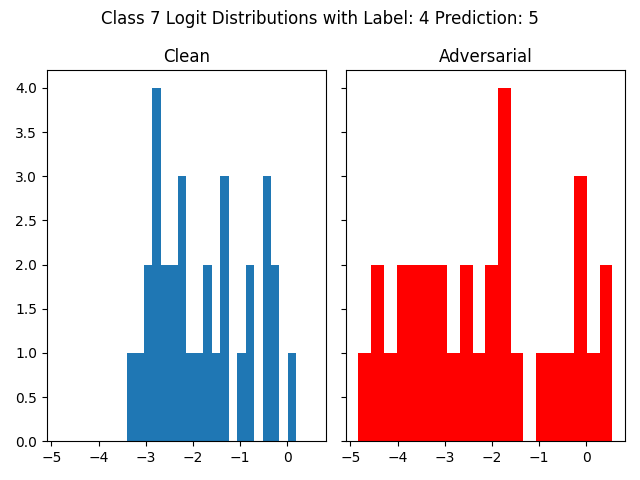 Class 7 Logit Distributions with Label: 4 Prediction: 5
Clean
Adversarial
4.0
3.5
3.0
2.5
2.0
1.5
1.0
0.5
0.0
−5 −4 −3 −2 −1 0
−5 −4 −3 −2 −1 0